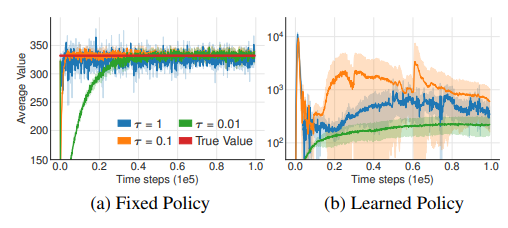 Average Value
350
300
250
200
150
τ = 1
τ = 0.01
τ = 0.1
True Value
0.0 0.2 0.4 0.6 0.8 1.0
Time steps (1e5)
(a) Fixed Policy
10⁴
10³
10²
0.0 0.2 0.4 0.6 0.8 1.0
Time steps (1e5)
(b) Learned Policy